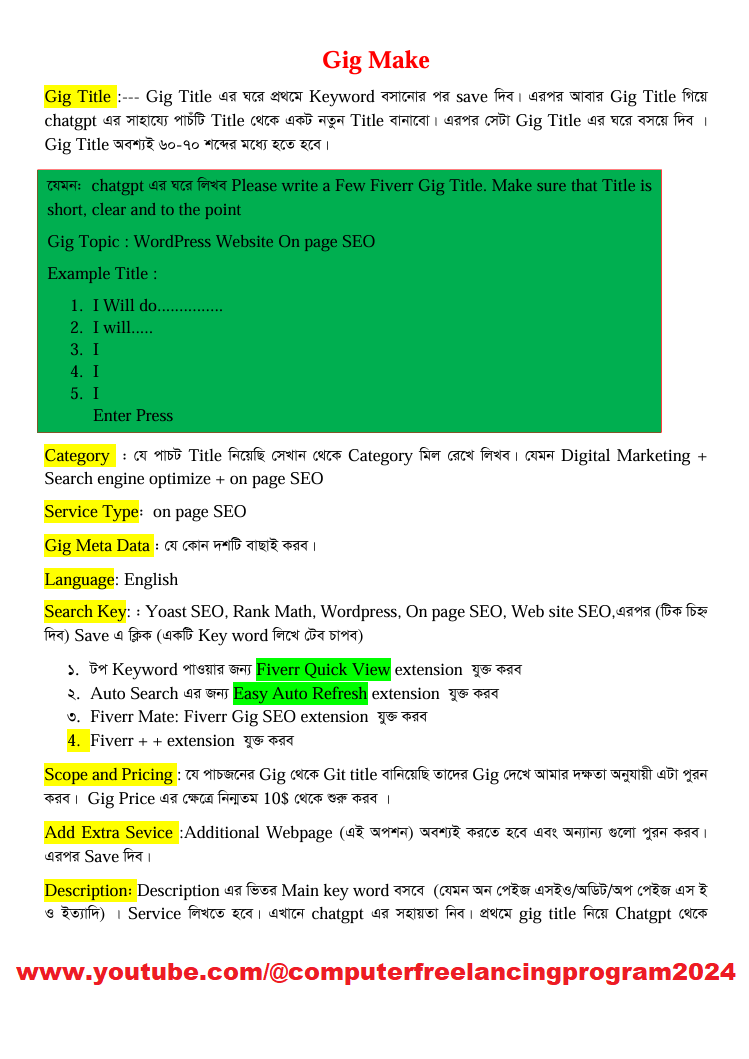 Gig Make
Gig Title :--- Gig Title এর ঘরে প্রথমে Keyword বসানোর পর save দিব। এরপর আবার Gig Title গিয়ে
chatgpt এর সাহায্যে পাচঁটি Title থেকে একট নতুন Title বানাবো। এরপর সেটা Gig Title এর ঘরে বসয়ে দিব ।
Gig Title অবশ্যই ৬০-৭০ শব্দের মধ্যে হতে হবে।
যেমন: chatgpt এর ঘরে লিখব Please write a Few Fiverr Gig Title. Make sure that Title is
short, clear and to the point
Gig Topic : WordPress Website On page SEO
Example Title :
1. I Will do...............
2. I will.....
3. I
4. I
5. I
Enter Press
Category : যে পাচট Title নিয়েছি সেখান থেকে Category মিল রেখে লিখব। যেমন Digital Marketing +
Search engine optimize + on page SEO
Service Type: on page SEO
Gig Meta Data : যে কোন দশটি বাছাই করব।
Language: English
Search Key: : Yoast SEO, Rank Math, Wordpress, On page SEO, Web site SEO,এরপর (টিক চিহ্ন
দিব) Save এ ক্লিক (একটি Key word লিখে টেব চাপব)
১. টপ Keyword পাওয়ার জন্য Fiverr Quick View extension যুক্ত করব
২. Auto Search এর জন্য Easy Auto Refresh extension যুক্ত করব
৩. Fiverr Mate: Fiverr Gig SEO extension যুক্ত করব
4. Fiverr + + extension যুক্ত করব
Scope and Pricing : যে পাচজনের Gig থেকে Git title বানিয়েছি তাদের Gig দেখে আমার দক্ষতা অনুযায়ী এটা পুরন
করব। Gig Price এর ক্ষেত্রে নিন্মতম 10$ থেকে শুরু করব ।
Add Extra Sevice :Additional Webpage (এই অপশন) অবশ্যই করতে হবে এবং অন্যান্য গুলো পুরন করব।
এরপর Save দিব।
Description: Description এর ভিতর Main key word বসবে (যেমন অন পেইজ এসইও/অডিট/অপ পেইজ এস ই
ও ইত্যাদি) । Service লিখতে হবে। এখানে chatgpt এর সহায়তা নিব। প্রথমে gig title নিয়ে Chatgpt থেকে
www.youtube.com/@computerfreelancingprogram2024